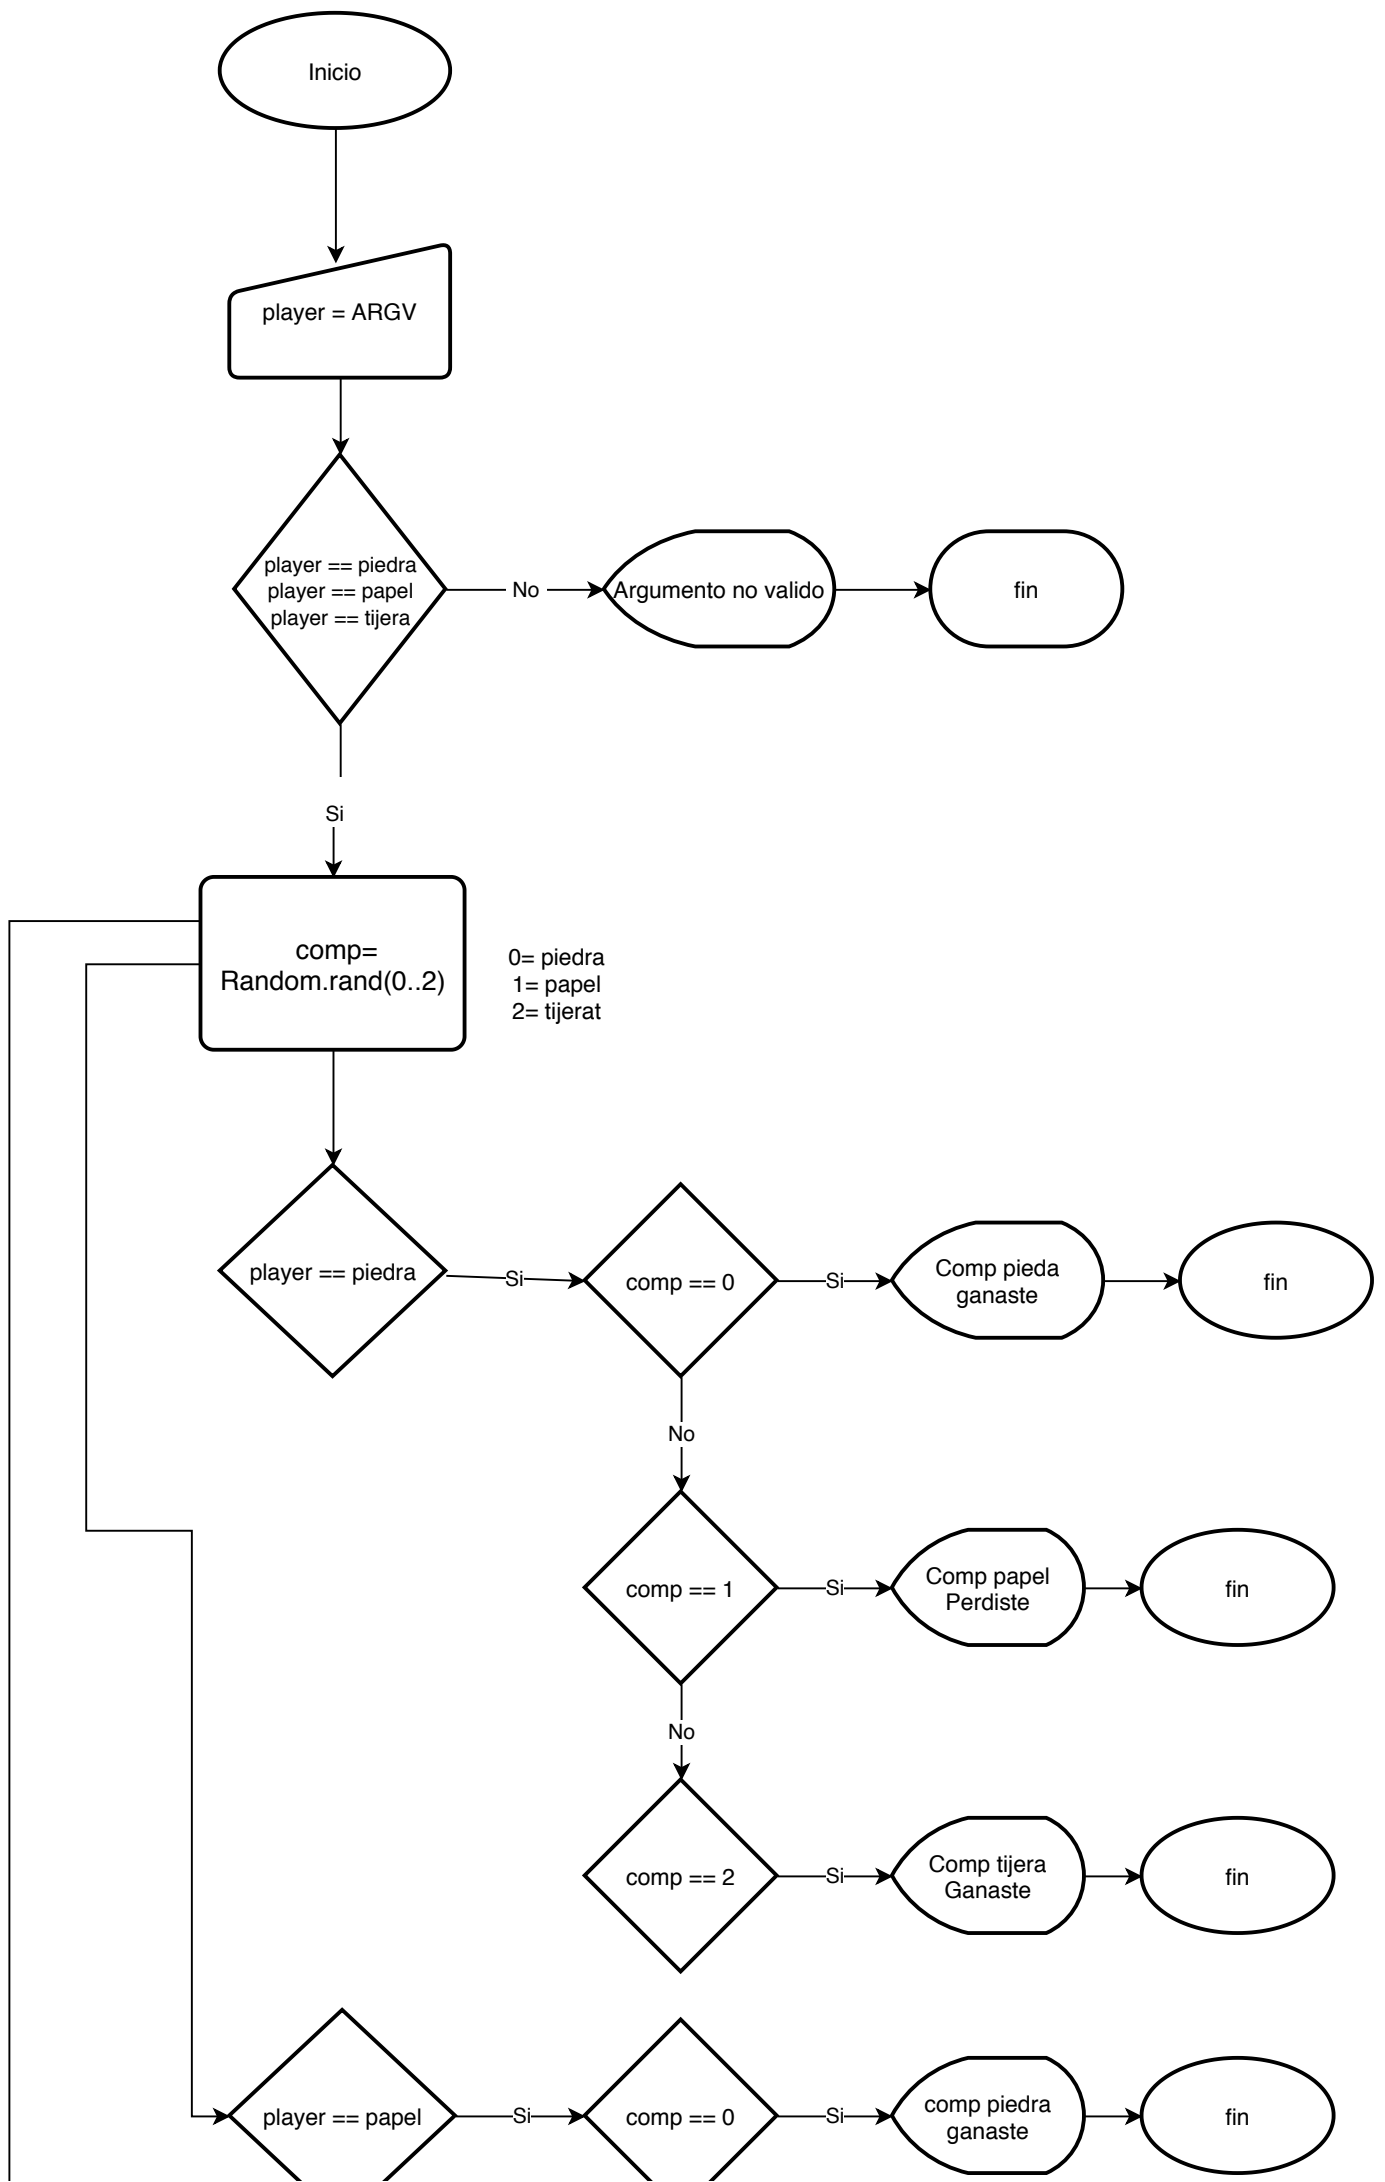 Inicio
player = ARGV
player == piedra
player == papel
player == tijera
No
Argumento no valido
fin
Si
comp=
Random.rand(0..2)
0= piedra
1= papel
2= tijerat
player == piedra
Si
comp == 0
Si
Comp pieda
ganaste
fin
No
comp == 1
Si
Comp papel
Perdiste
fin
No
comp == 2
Si
Comp tijera
Ganaste
fin
player == papel
Si
comp == 0
Si
comp piedra
ganaste
fin